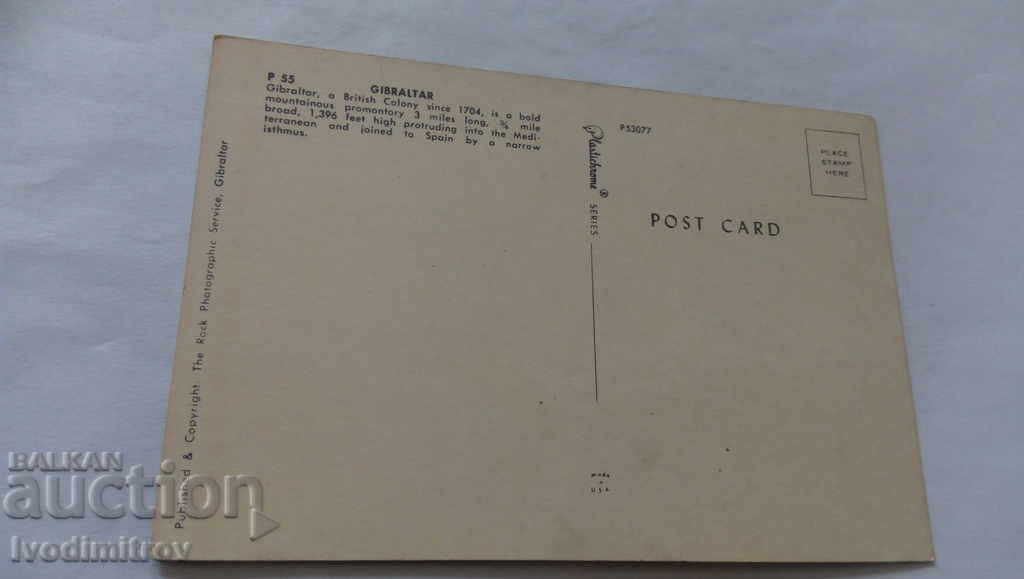 P 55
GIBRALTAR
Gibraltar, a British Colony since 1704, is a bold
mountainous promontory 3 miles long, ¾ mile
broad, 1,396 feet high protruding into the Medi-
terranean and joined to Spain by a narrow
isthmus.
Published & Copyright: The Rock Photographic Service, Gibraltar
Plastichrome ® SERIES
P53077
PLACE
STAMP
HERE
POST CARD
MADE
U.S.A.
BALKAN
auction
Ivodimitrov